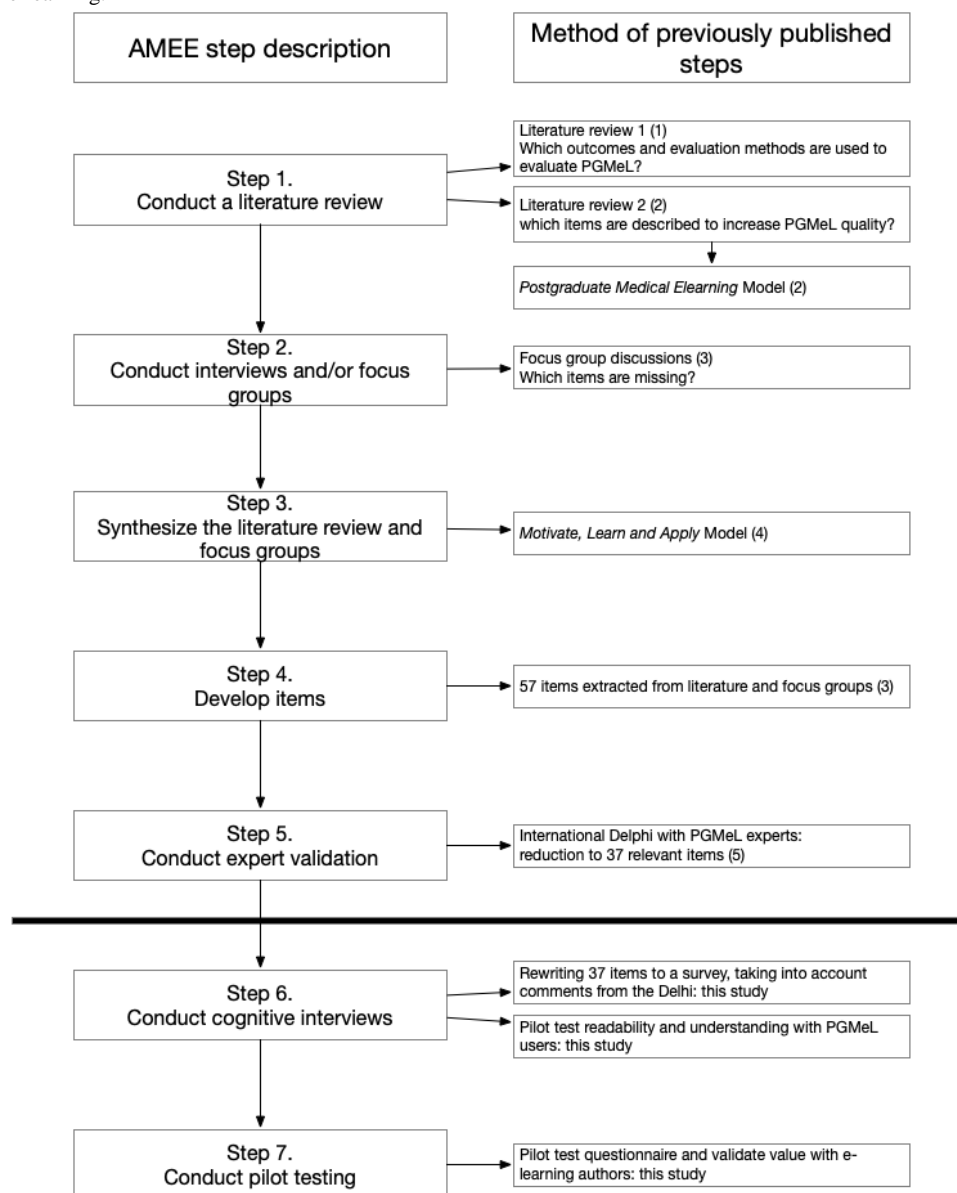 AMEE step description
Method of previously published
steps
Step 1.
Conduct a literature review
Literature review 1 (1)
Which outcomes and evaluation methods are used to
evaluate PGMeL?
Literature review 2 (2)
which items are described to increase PGMeL quality?
Postgraduate Medical Elearning Model (2)
Step 2.
Conduct interviews and/or focus
groups
Focus group discussions (3)
Which items are missing?
Step 3.
Synthesize the literature review and
focus groups
Motivate, Learn and Apply Model (4)
Step 4.
Develop items
57 items extracted from literature and focus groups (3)
Step 5.
Conduct expert validation
International Delphi with PGMeL experts:
reduction to 37 relevant items (5)
Step 6.
Conduct cognitive interviews
Rewriting 37 items to a survey, taking into account
comments from the Delhi: this study
Pilot test readability and understanding with PGMeL
users: this study
Step 7.
Conduct pilot testing
Pilot test questionnaire and validate value with e-
learning authors: this study